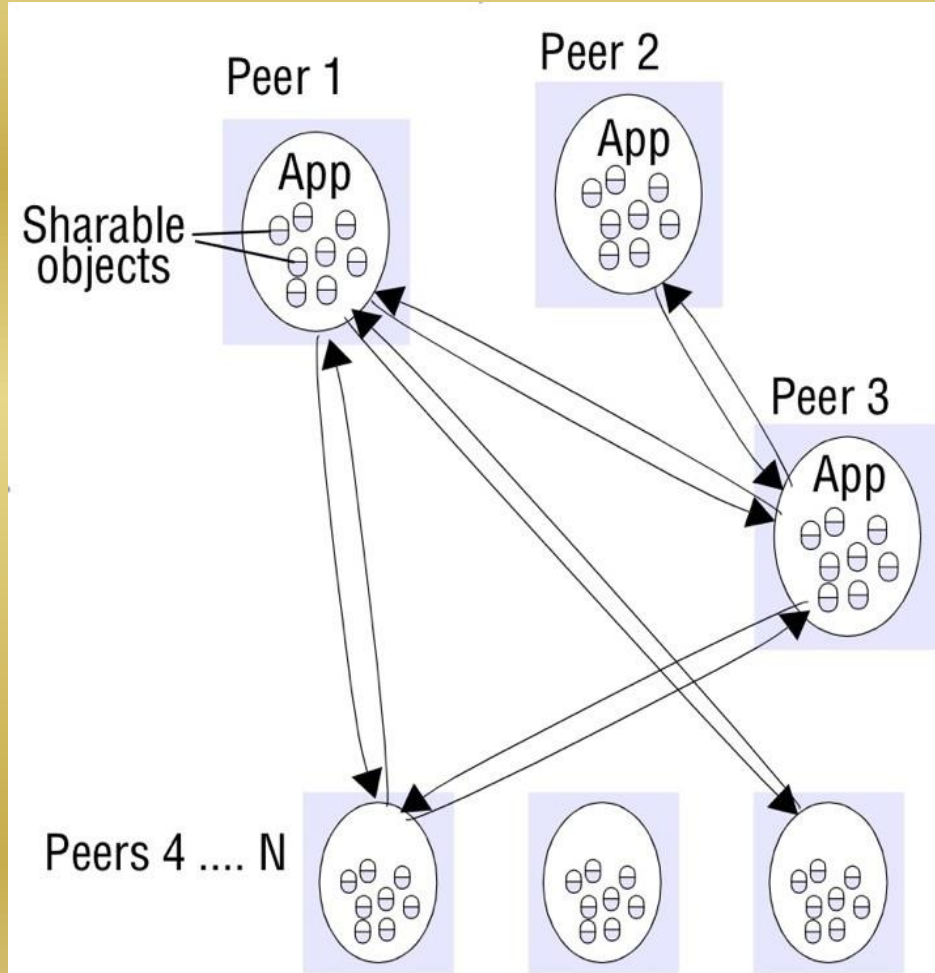 Peer 1
Peer 2
App
App
Sharable
objects
Peer 3
App
Peers 4 .... N